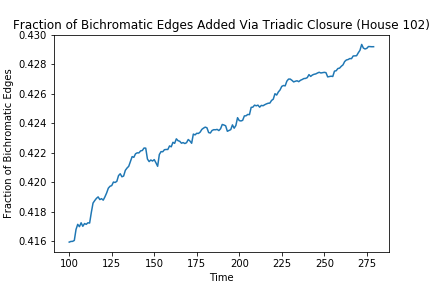 Fraction of Bichromatic Edges Added Via Triadic Closure (House 102)
Fraction of Bichromatic Edges
0.430
0.428
0.426
0.424
0.422
0.420
0.418
0.416
100 125 150 175 200 225 250 275
Time